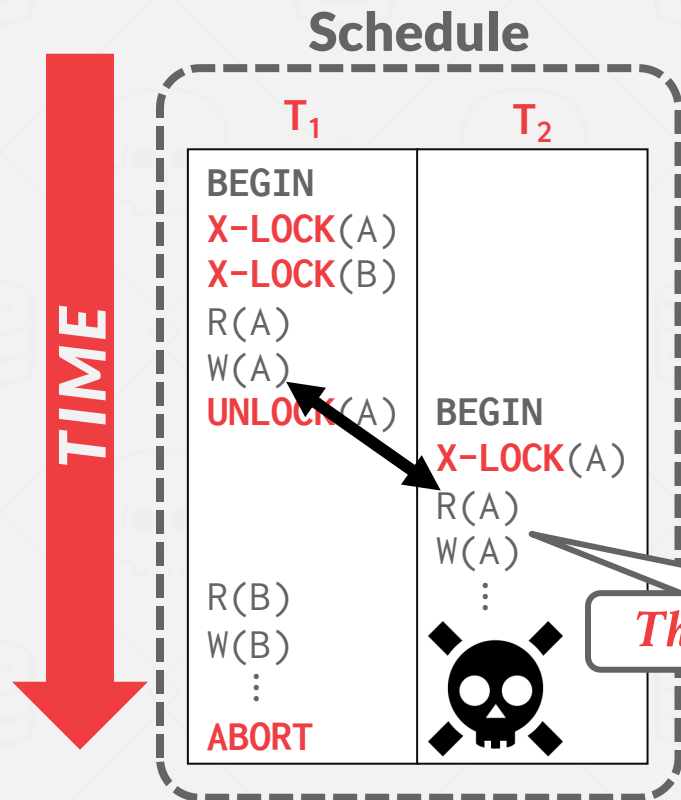 Schedule
TIME
T₁
T₂
BEGIN
X-LOCK(A)
X-LOCK(B)
R(A)
W(A)
UNLOCK(A)
R(B)
W(B)
⋮
ABORT
BEGIN
X-LOCK(A)
R(A)
W(A)
⋮